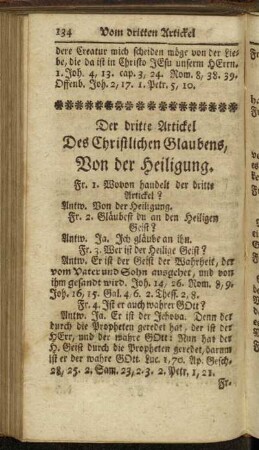 134 Vom dritten Artickel
dere Creatur mich scheiden möge von der Lie-
be, die da ist in Christo JEsu unserm HErrn.
1. Joh. 4, 13. cap. 3, 24. Rom. 8, 38. 39.
Offenb. Joh. 2, 17. 1. Petr. 5, 10.
Der dritte Artickel
Des Christlichen Glaubens,
Von der Heiligung.
Fr. 1. Wovon handelt der dritte
Artickel?
Antw. Von der Heiligung.
Fr. 2. Gläubest du an den Heiligen
Geist?
Antw. Ja. Ich gläube an ihn.
Fr. 3. Wer ist der Heilige Geist?
Antw. Er ist der Geist der Wahrheit, der
vom Vater und Sohn ausgehet, und von
ihm gesandt wird. Joh. 14, 26. Rom. 8, 9.
Joh. 16, 15. Gal. 4, 6. 2. Thess. 2, 8.
Fr. 4. Ist er auch wahrer GOtt?
Antw. Ja. Er ist der Jehova. Denn der
durch die Propheten geredet hat, der ist der
HErr, und der wahre GOtt: Nun hat der
H. Geist durch die Propheten geredet, darum
ist er der wahre GOtt. Luc. 1, 70. Ap. Gesch.
28, 25. 2. Sam. 23, 2. 3. 2. Petr. 1, 21.
Fr.